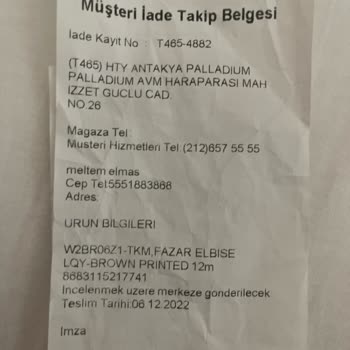 Müşteri İade Takip Belgesi
İade Kayıt No : T465-4882
(T465) HTY ANTAKYA PALLADIUM
PALLADIUM AVM HARAPARASI MAH
IZZET GUCLU CAD.
NO.26
Magaza Tel
Musteri Hizmetleri Tel (212)657 55 55
meltem elmas
Cep Tel:5551883868
Adres:
URUN BILGILERI
W2BR06Z1-TKM,FAZAR ELBISE
LQY-BROWN PRINTED 12m
8683115217741
Incelenmek üzere merkeze gonderilecek
Teslim Tarihi:06.12.2022
Imza